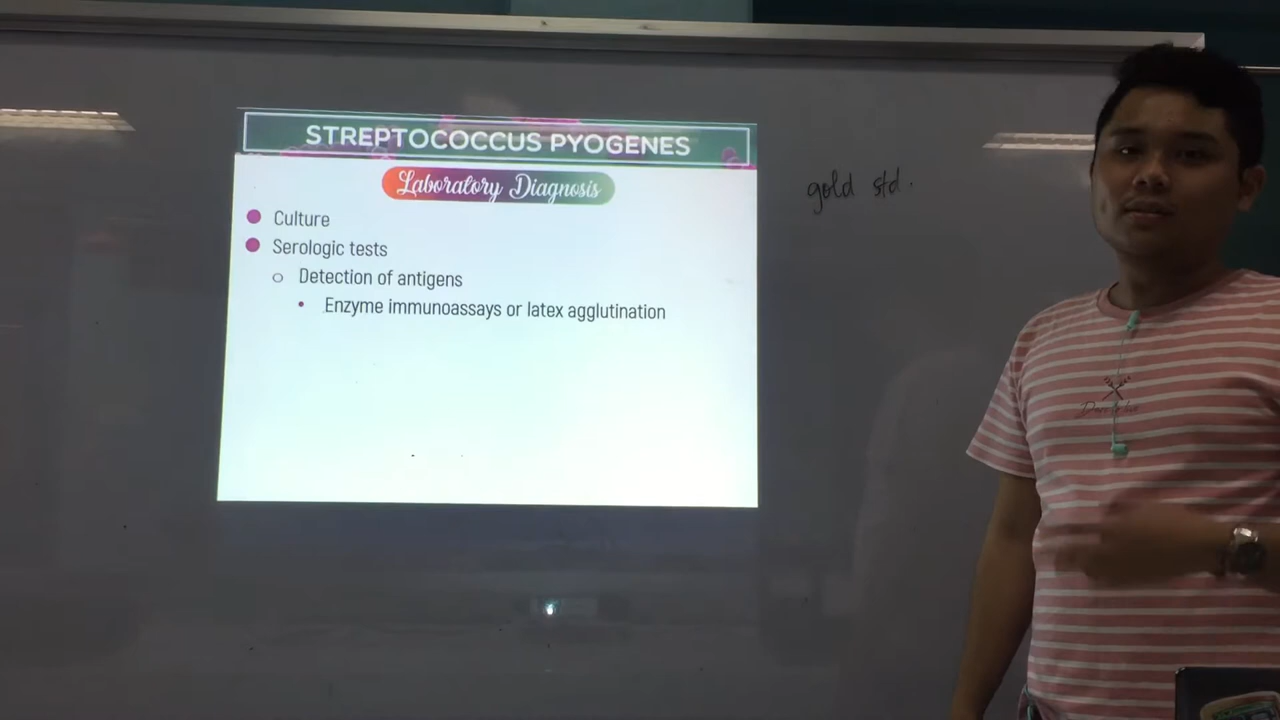 STREPTOCOCCUS PYOGENES
Laboratory Diagnosis
Culture
Serologic tests
Detection of antigens
Enzyme immunoassays or latex agglutination
gold std.